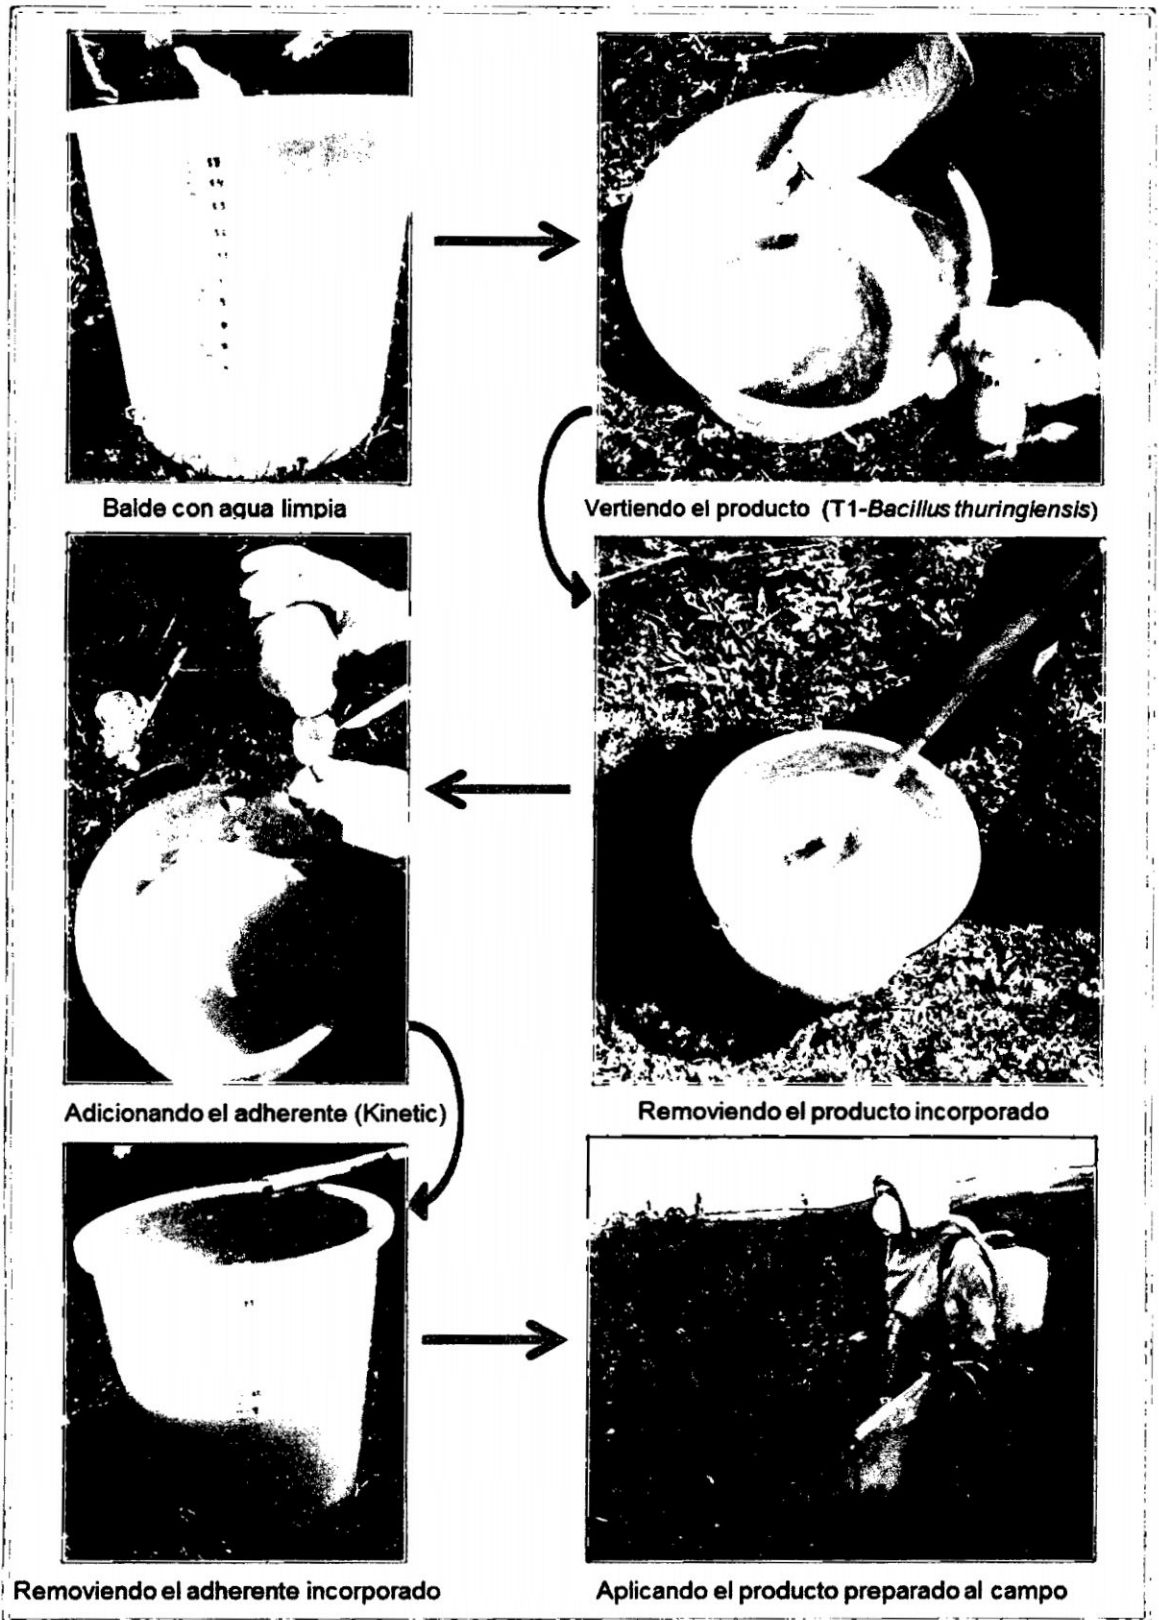 Balde con agua limpia
Vertiendo el producto (T1-Bacillus thuringiensis)
Removiendo el producto incorporado
Adicionando el adherente (Kinetic)
Removiendo el adherente incorporado
Aplicando el producto preparado al campo